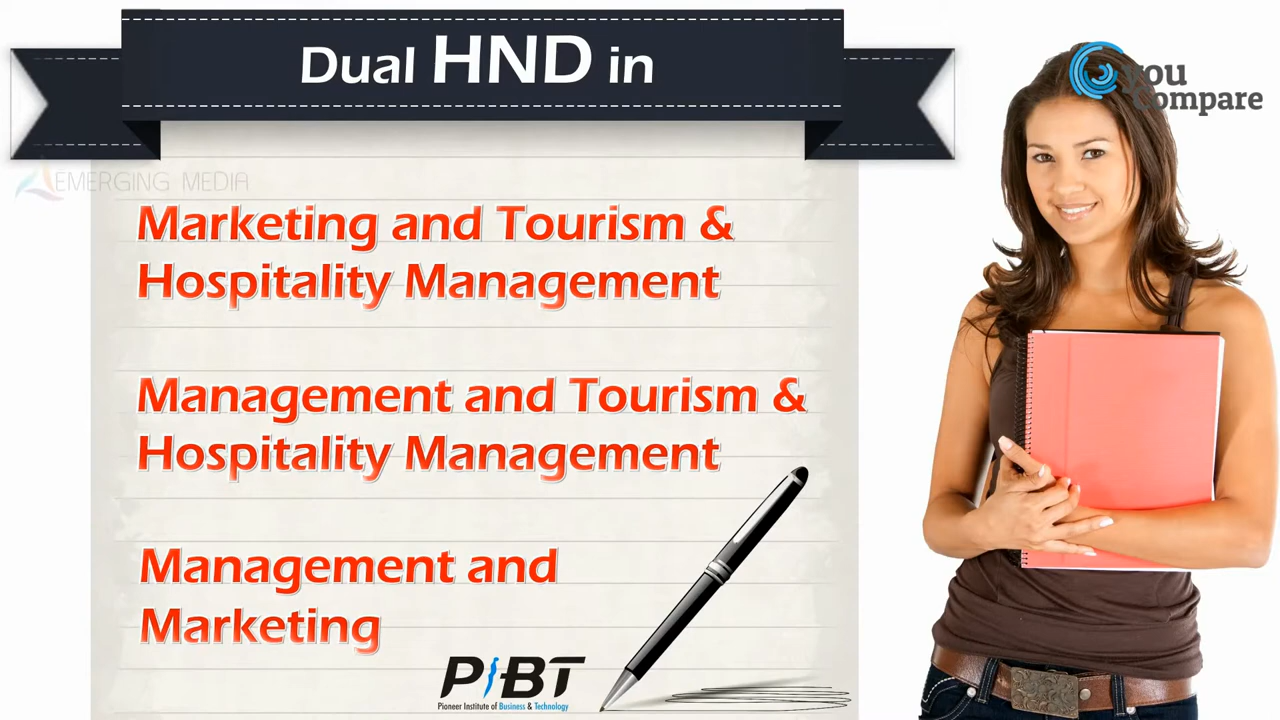 Dual HND in
you
compare
EMERGING MEDIA
Marketing and Tourism &
Hospitality Management
Management and Tourism &
Hospitality Management
Management and
Marketing
PIBT
Pioneer Institute of Business & Technology